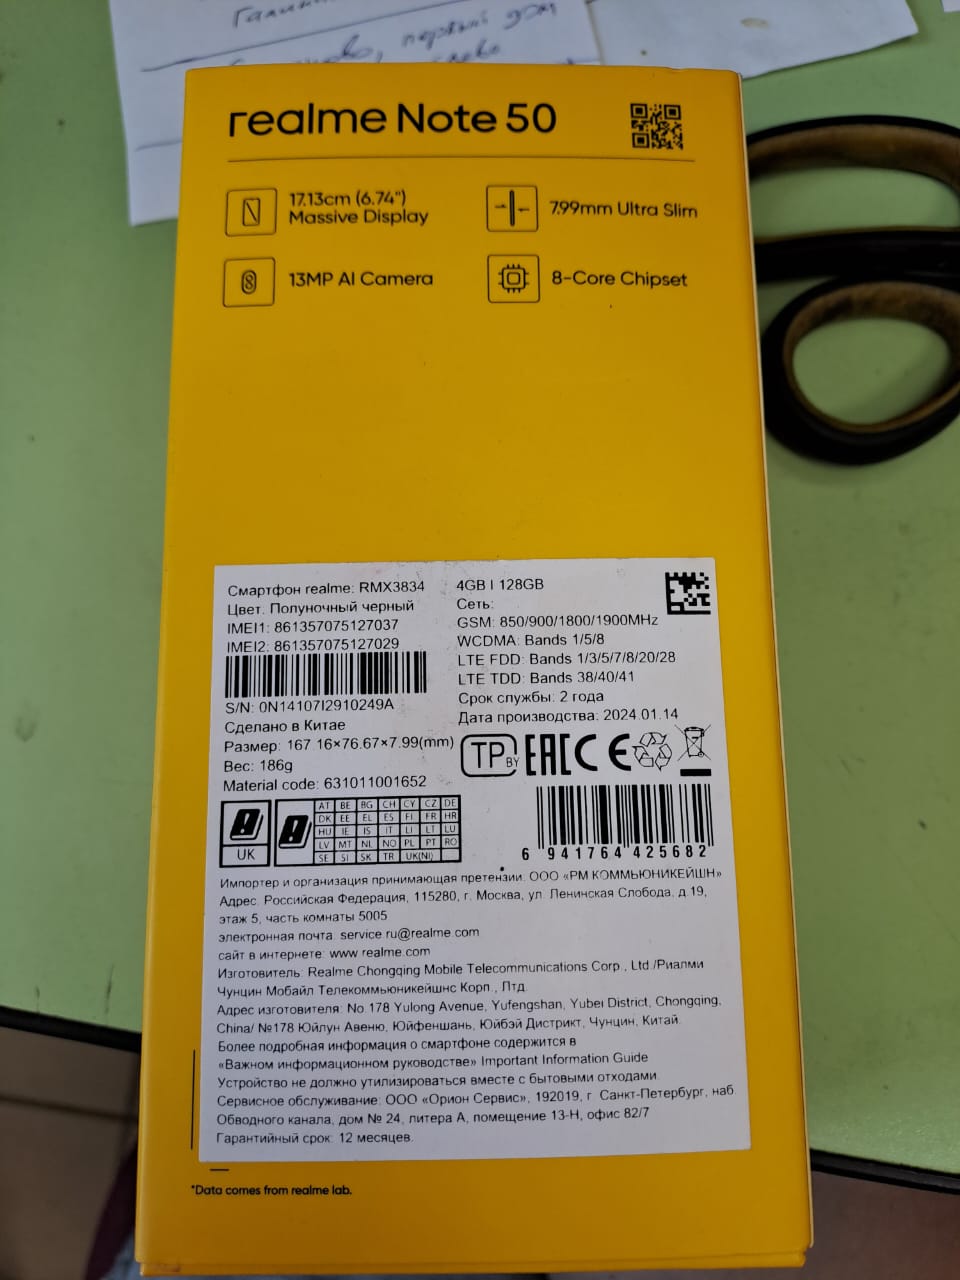 первый дом
realme Note 50
17.13cm (6.74")
Massive Display
7.99mm Ultra Slim
13MP AI Camera
8-Core Chipset
Смартфон realme: RMX3834
Цвет: Полуночный черный
IMEI1: 861357075127037
IMEI2: 861357075127029
S/N: 0N14107I2910249A
Сделано в Китае
Размер: 167.16×76.67×7.99(mm)
Вес: 186g
Material code: 631011001652
4GB I 128GB
Сеть:
GSM: 850/900/1800/1900MHz
WCDMA: Bands 1/5/8
LTE FDD: Bands 1/3/5/7/8/20/28
LTE TDD: Bands 38/40/41
Срок службы: 2 года
Дата производства: 2024.01.14
TP BY EAC CE
UK
AT BE BG CH CY CZ DE
DK EE EL ES FI FR HR
HU IE IS IT LI LT LU
LV MT NL NO PL PT RO
SE SI SK TR UK(NI)
6 941764 425682
Импортер и организация принимающая претензии: ООО «РМ КОММЬЮНИКЕЙШН»
Адрес: Российская Федерация, 115280, г. Москва, ул. Ленинская Слобода, д.19,
этаж 5, часть комнаты 5005
электронная почта: service.ru@realme.com
сайт в интернете: www.realme.com
Изготовитель: Realme Chongqing Mobile Telecommunications Corp., Ltd./Риалми
Чунцин Мобайл Телекоммьюникейшнс Корп., Лтд.
Адрес изготовителя: No.178 Yulong Avenue, Yufengshan, Yubei District, Chongqing,
China/ №178 Юйлун Авеню, Юйфеншань, Юйбэй Дистрикт, Чунцин, Китай.
Более подробная информация о смартфоне содержится в
«Важном информационном руководстве» Important Information Guide
Устройство не должно утилизироваться вместе с бытовыми отходами.
Сервисное обслуживание: ООО «Орион Сервис», 192019, г. Санкт-Петербург, наб.
Обводного канала, дом № 24, литера А, помещение 13-Н, офис 82/7
Гарантийный срок: 12 месяцев.
*Data comes from realme lab.